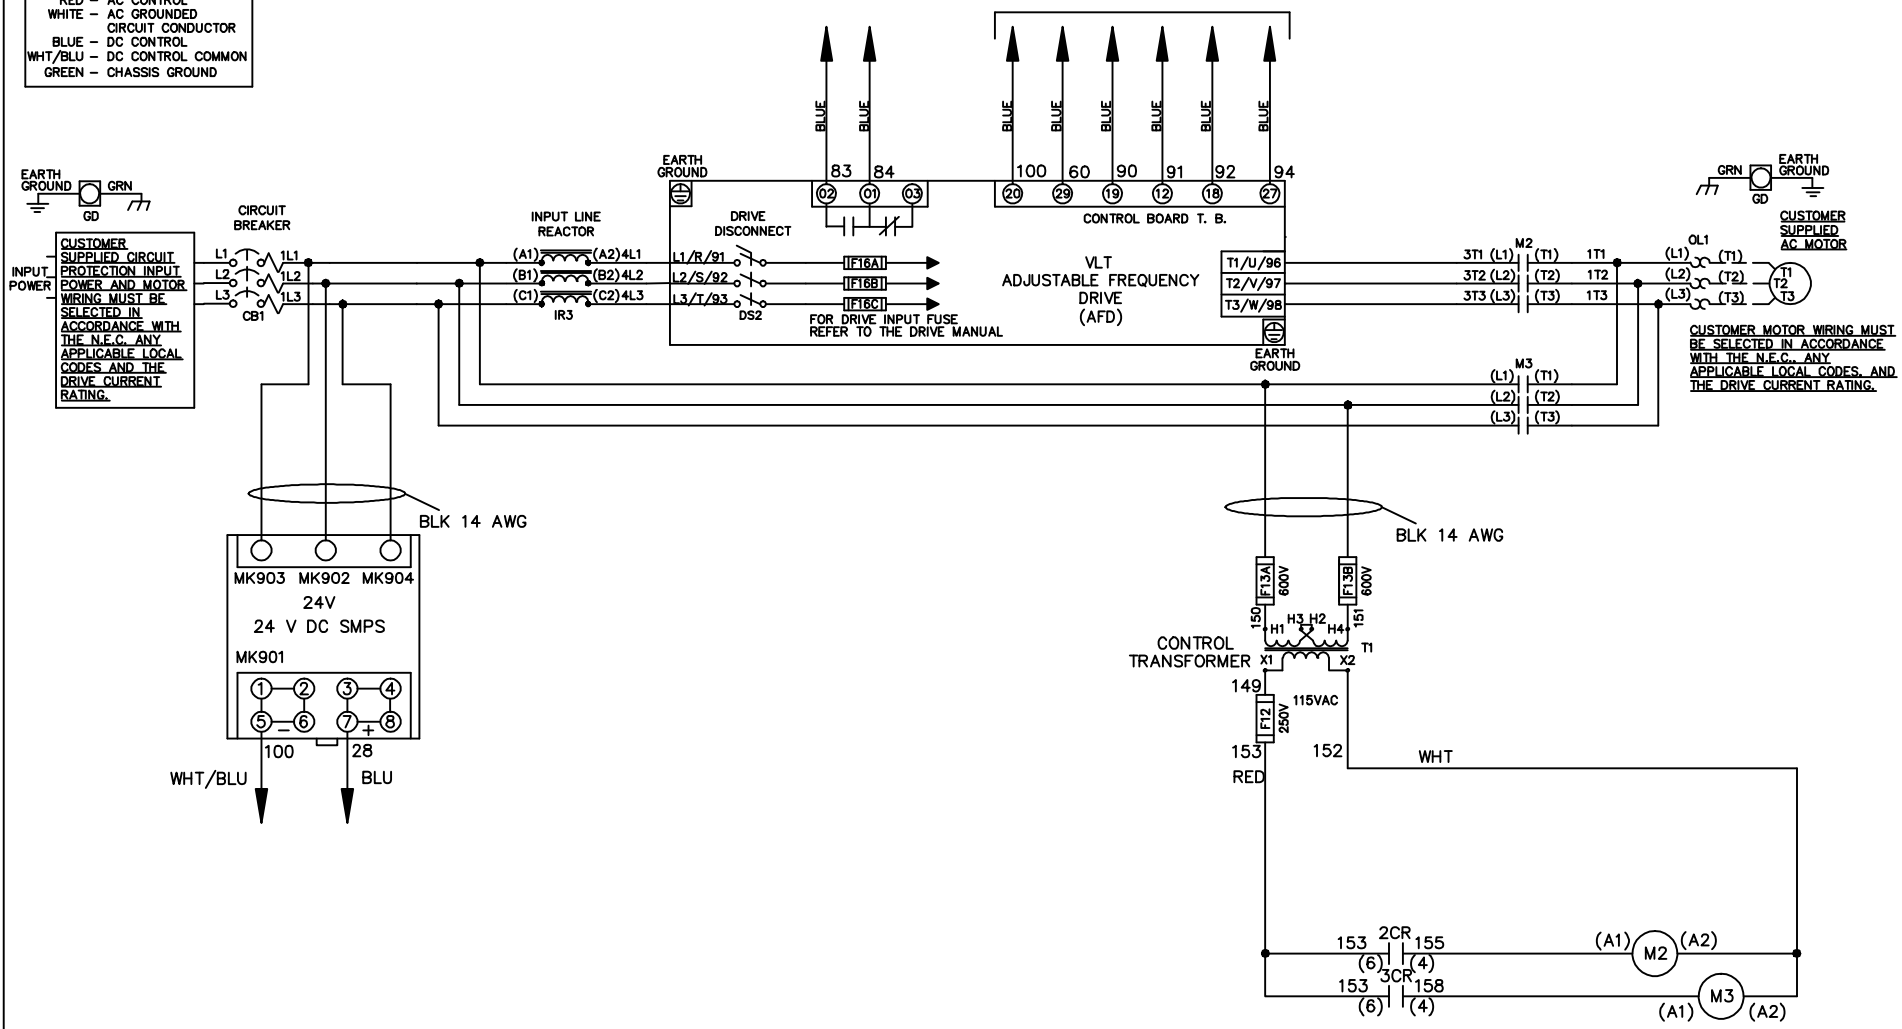 RED – AC CONTROL
WHITE – AC GROUNDED
CIRCUIT CONDUCTOR
BLUE – DC CONTROL
WHT/BLU – DC CONTROL COMMON
GREEN – CHASSIS GROUND
BLUE
BLUE
BLUE
BLUE
BLUE
BLUE
BLUE
BLUE
EARTH
GROUND
GRN
GD
CIRCUIT
BREAKER
INPUT LINE
REACTOR
EARTH
GROUND
DRIVE
DISCONNECT
83
84
02
01
03
100
60
90
91
92
94
20
29
19
12
18
27
CONTROL BOARD T. B.
GRN
EARTH
GROUND
GD
CUSTOMER
SUPPLIED
AC MOTOR
INPUT
POWER
CUSTOMER
SUPPLIED CIRCUIT
PROTECTION INPUT
POWER AND MOTOR
WIRING MUST BE
SELECTED IN
ACCORDANCE WITH
THE N.E.C. ANY
APPLICABLE LOCAL
CODES AND THE
DRIVE CURRENT
RATING.
L1
L2
L3
1L1
1L2
1L3
CB1
(A1)
(B1)
(C1)
(A2)4L1
(B2)4L2
(C2)4L3
IR3
L1/R/91
L2/S/92
L3/T/93
DS2
F16A
F16B
F16C
FOR DRIVE INPUT FUSE
REFER TO THE DRIVE MANUAL
VLT
ADJUSTABLE FREQUENCY
DRIVE
(AFD)
T1/U/96
T2/V/97
T3/W/98
EARTH
GROUND
M2
3T1 (L1) (T1) 1T1
3T2 (L2) (T2) 1T2
3T3 (L3) (T3) 1T3
OL1
(L1) (T1)
(L2) (T2)
(L3) (T3)
T1
T2
T3
CUSTOMER MOTOR WIRING MUST
BE SELECTED IN ACCORDANCE
WITH THE N.E.C., ANY
APPLICABLE LOCAL CODES, AND
THE DRIVE CURRENT RATING.
M3
(L1) (T1)
(L2) (T2)
(L3) (T3)
BLK 14 AWG
BLK 14 AWG
MK903 MK902 MK904
24V
24 V DC SMPS
MK901
1 2 3 4
5 – 6 7 + 8
100
28
WHT/BLU
BLU
F13A
600V
F13B
600V
150
151
H1 H3 H2 H4
CONTROL
TRANSFORMER
X1
X2
T1
149
115VAC
F12
250V
153
152
RED
WHT
2CR
153 155
(6) (4)
(A1) M2 (A2)
3CR
153 158
(6) (4)
(A1) M3 (A2)